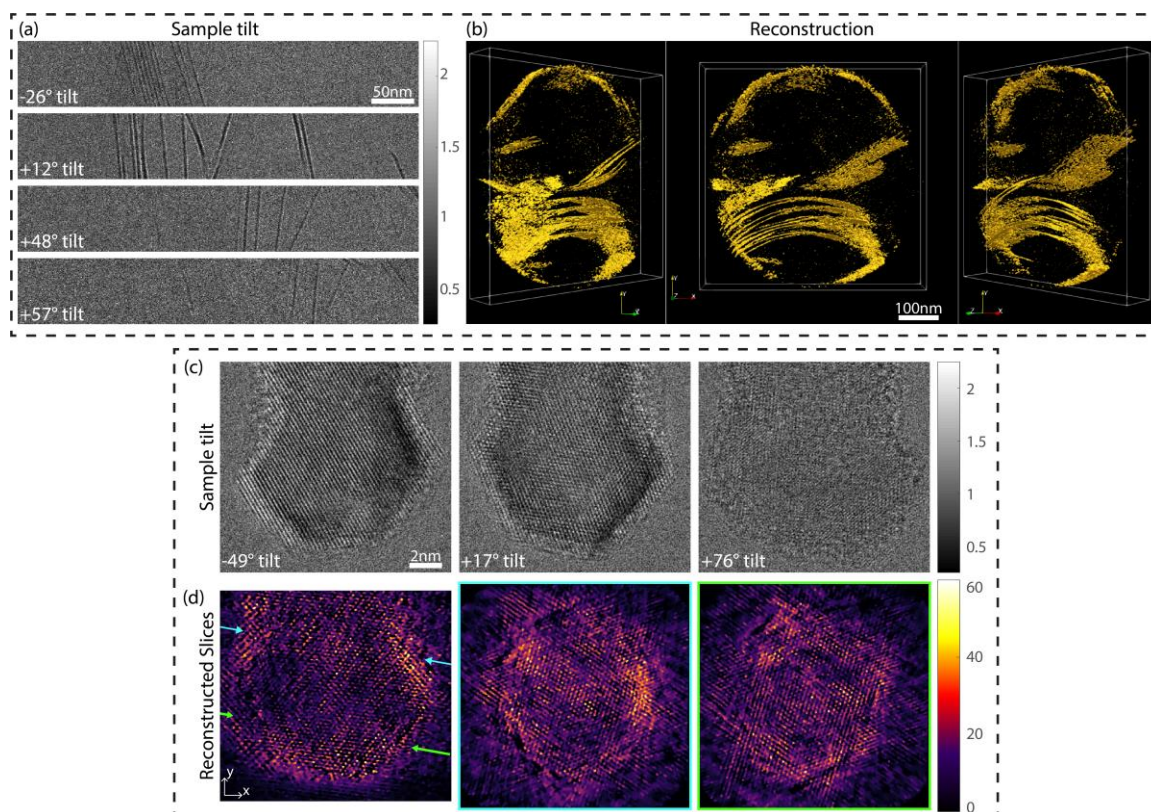 (a) Sample tilt
-26° tilt
50nm
+12° tilt
+48° tilt
+57° tilt
2
1.5
1
0.5
(b) Reconstruction
100nm
(c)
Sample tilt
-49° tilt
2nm
+17° tilt
+76° tilt
2
1.5
1
0.5
(d)
Reconstructed Slices
y
x
60
40
20
0